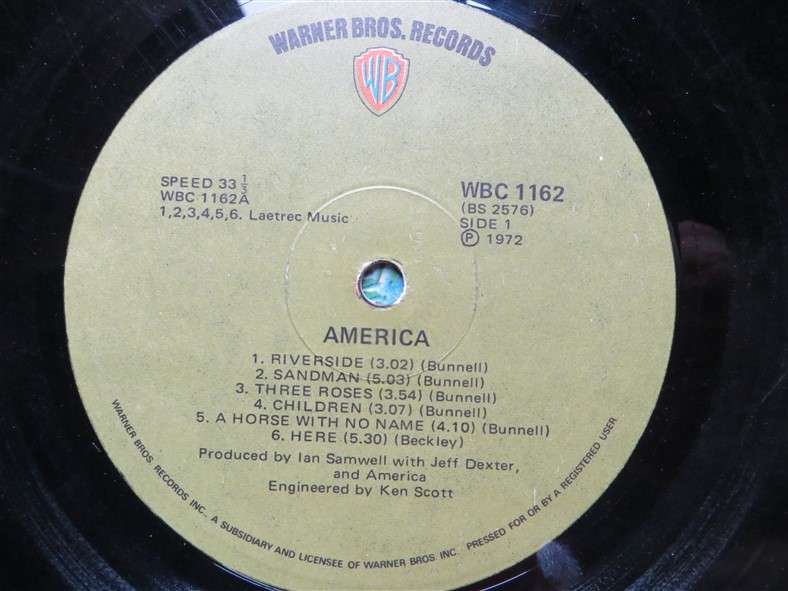 WARNER BROS. RECORDS
WB
SPEED 33 1/3
WBC 1162A
1,2,3,4,5,6. Laetrec Music
WBC 1162
(BS 2576)
SIDE 1
Ⓟ 1972
AMERICA
1. RIVERSIDE (3.02) (Bunnell)
2. SANDMAN (5.03) (Bunnell)
3. THREE ROSES (3.54) (Bunnell)
4. CHILDREN (3.07) (Bunnell)
5. A HORSE WITH NO NAME (4.10) (Bunnell)
6. HERE (5.30) (Beckley)
Produced by Ian Samwell with Jeff Dexter,
and America
Engineered by Ken Scott
WARNER BROS. RECORDS INC., A SUBSIDIARY AND LICENSEE OF WARNER BROS. INC. PRESSED FOR OR BY A REGISTERED USER